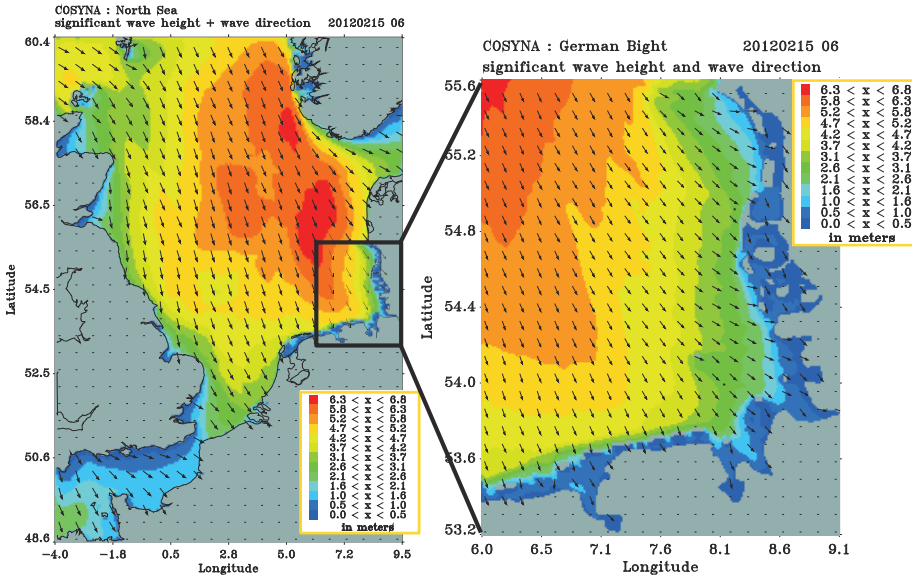 COSYNA : North Sea
significant wave height + wave direction 20120215 06
60.4
58.4
56.5
54.5
52.5
50.6
48.6
Latitude
-4.0 -1.8 0.5 2.8 5.0 7.2 9.5
Longitude
6.3 < x < 6.8
5.8 < x < 6.3
5.2 < x < 5.8
4.7 < x < 5.2
4.2 < x < 4.7
3.7 < x < 4.2
3.1 < x < 3.7
2.6 < x < 3.1
2.1 < x < 2.6
1.6 < x < 2.1
1.0 < x < 1.6
0.5 < x < 1.0
0.0 < x < 0.5
in meters
COSYNA : German Bight 20120215 06
significant wave height and wave direction
55.6
55.2
54.8
54.4
54.0
53.6
53.2
Latitude
6.0 6.5 7.1 7.6 8.1 8.6 9.1
Longitude
6.3 < x < 6.8
5.8 < x < 6.3
5.2 < x < 5.8
4.7 < x < 5.2
4.2 < x < 4.7
3.7 < x < 4.2
3.1 < x < 3.7
2.6 < x < 3.1
2.1 < x < 2.6
1.6 < x < 2.1
1.0 < x < 1.6
0.5 < x < 1.0
0.0 < x < 0.5
in meters